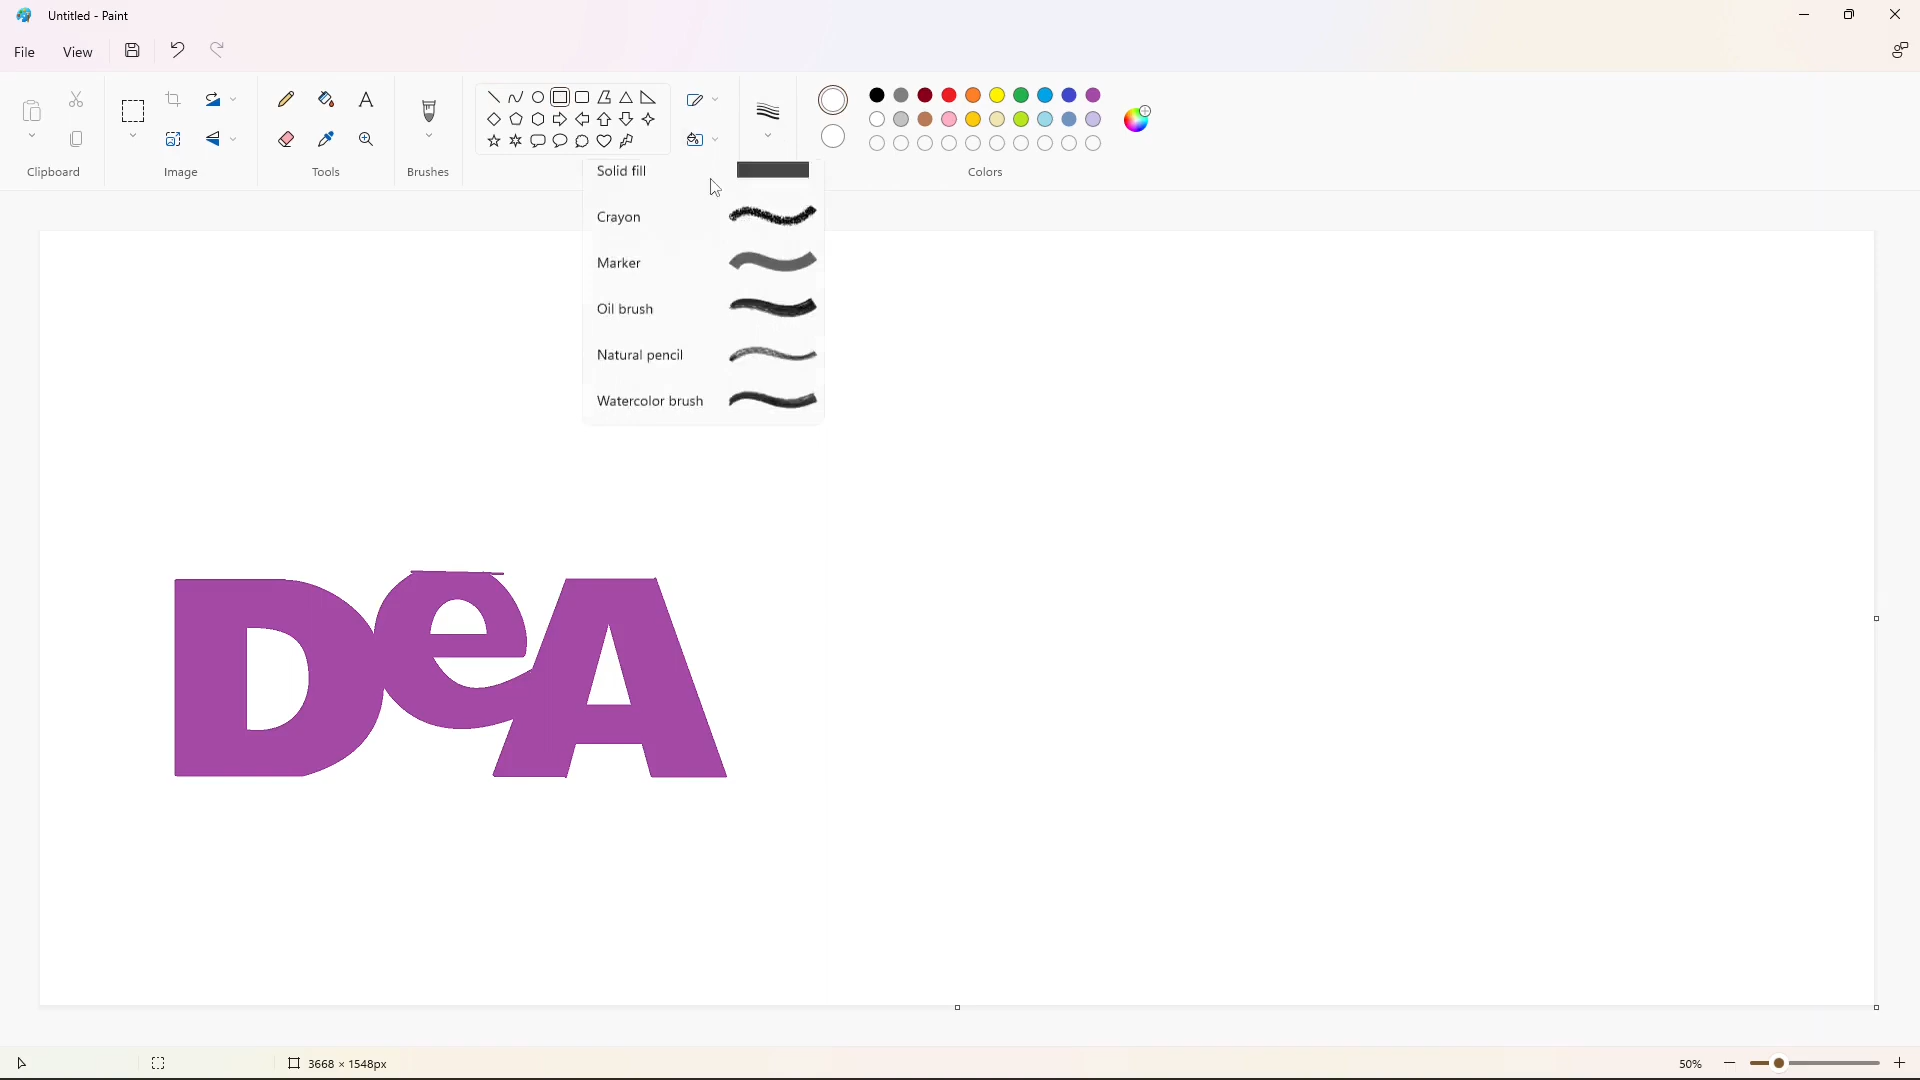 Untitled - Paint
File View
Clipboard
Image
Tools
Brushes
Colors
Solid fill
Crayon
Marker
Oil brush
Natural pencil
Watercolor brush
DeA
3668 × 1548px
50%